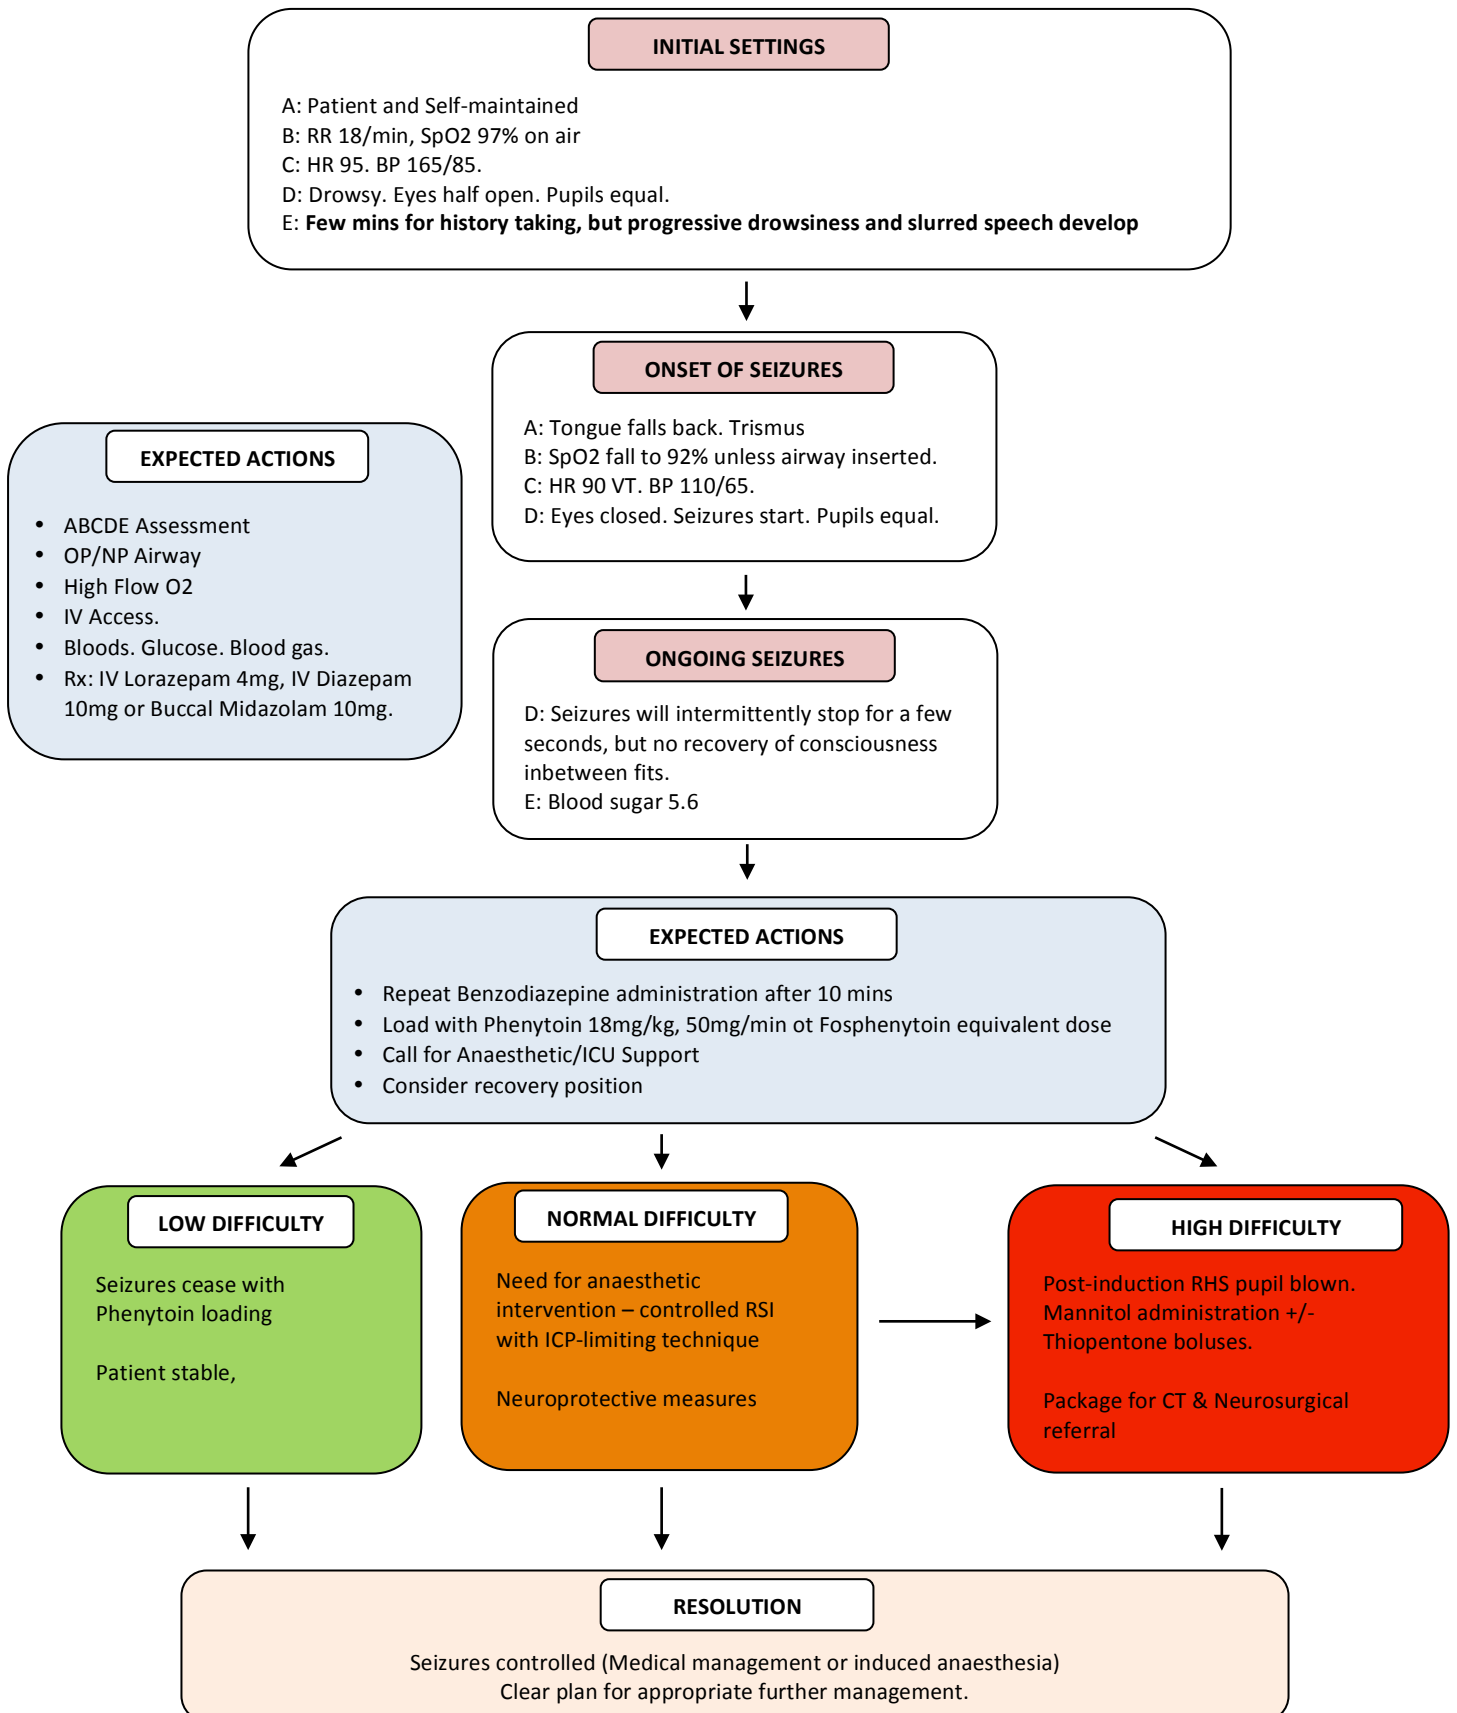 INITIAL SETTINGS
A: Patient and Self-maintained
B: RR 18/min, SpO2 97% on air
C: HR 95. BP 165/85.
D: Drowsy. Eyes half open. Pupils equal.
E: Few mins for history taking, but progressive drowsiness and slurred speech develop
ONSET OF SEIZURES
A: Tongue falls back. Trismus
B: SpO2 fall to 92% unless airway inserted.
C: HR 90 VT. BP 110/65.
D: Eyes closed. Seizures start. Pupils equal.
EXPECTED ACTIONS
• ABCDE Assessment
• OP/NP Airway
• High Flow O2
• IV Access.
• Bloods. Glucose. Blood gas.
• Rx: IV Lorazepam 4mg, IV Diazepam
10mg or Buccal Midazolam 10mg.
ONGOING SEIZURES
D: Seizures will intermittently stop for a few
seconds, but no recovery of consciousness
inbetween fits.
E: Blood sugar 5.6
EXPECTED ACTIONS
• Repeat Benzodiazepine administration after 10 mins
• Load with Phenytoin 18mg/kg, 50mg/min ot Fosphenytoin equivalent dose
• Call for Anaesthetic/ICU Support
• Consider recovery position
LOW DIFFICULTY
Seizures cease with
Phenytoin loading
Patient stable,
NORMAL DIFFICULTY
Need for anaesthetic
intervention – controlled RSI
with ICP-limiting technique
Neuroprotective measures
HIGH DIFFICULTY
Post-induction RHS pupil blown.
Mannitol administration +/-
Thiopentone boluses.
Package for CT & Neurosurgical
referral
RESOLUTION
Seizures controlled (Medical management or induced anaesthesia)
Clear plan for appropriate further management.